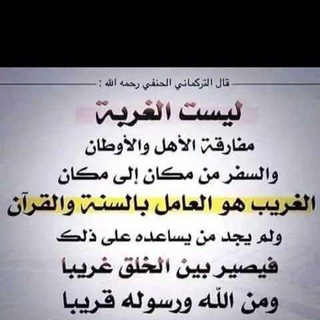 قال التركماني الحنفي رحمه الله :
ليست الغربة
مفارقة الأهل والأوطان
والسفر من مكان إلى مكان
الغريب هو العامل بالسنة والقرآن
ولم يجد من يساعده على ذلك
فيصير بين الخلق غريبا
ومن الله ورسوله قريبا